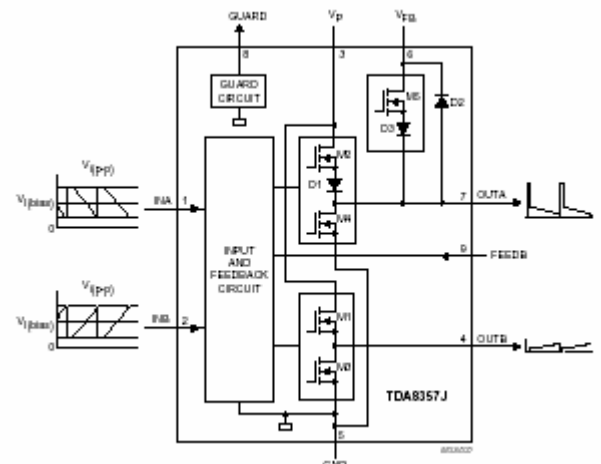 GUARD
VP
VFB
8
3
6
GUARD
CIRCUIT
M5
D2
D3
M2
D1
Vi(p-p)
VI(bias)
0
INA
1
7
OUTA
M4
INPUT
AND
FEEDBACK
CIRCUIT
9
FEEDB
Vi(p-p)
VI(bias)
0
INB
2
M1
4
OUTB
M3
TDA8357J
5
GND